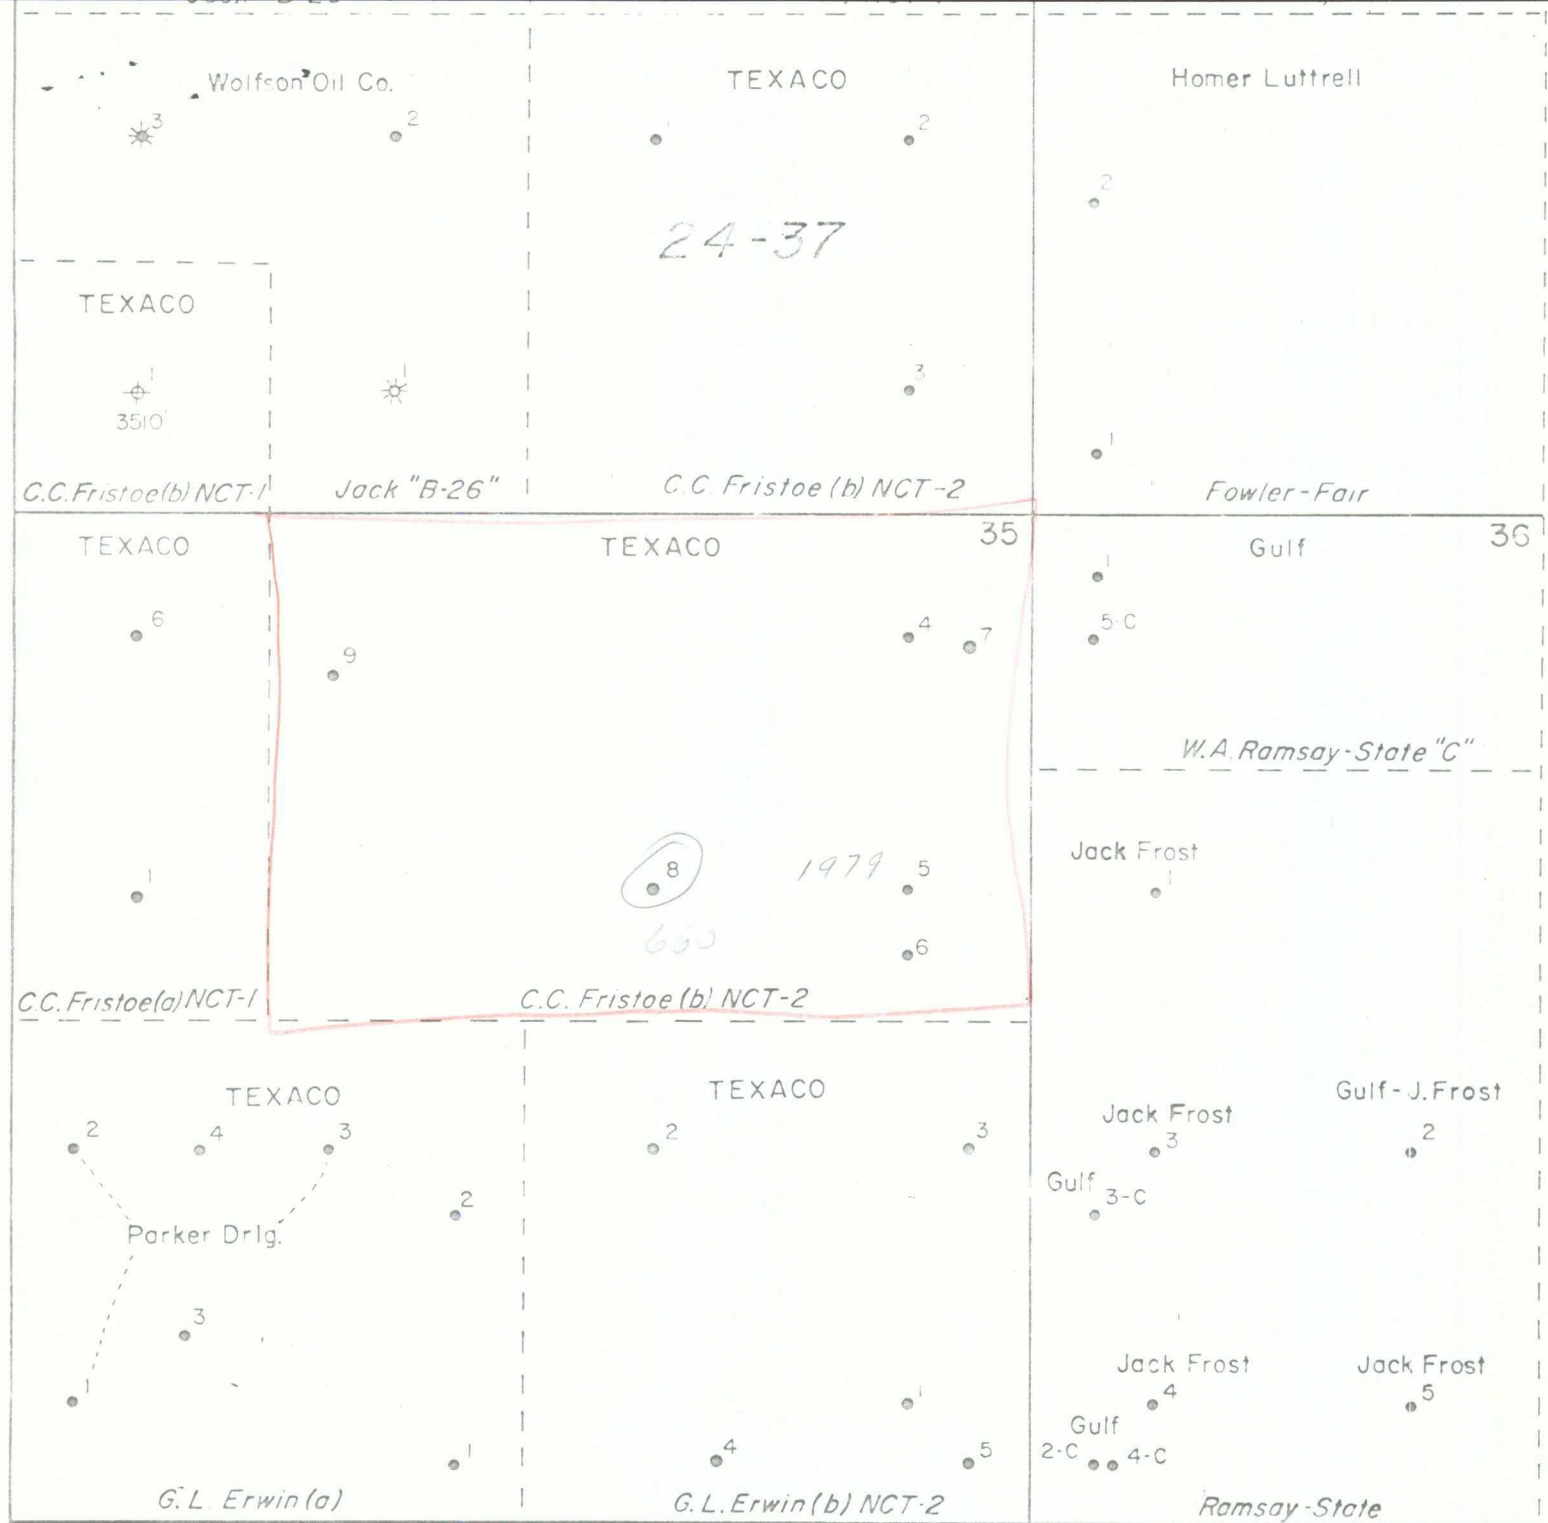 Wolfson Oil Co.
TEXACO
Homer Luttrell
3
2
1
2
2
24-37
TEXACO
1
3510'
1
3
1
C.C. Fristoe (b) NCT-1
Jack "B-26"
C.C. Fristoe (b) NCT-2
Fowler-Fair
TEXACO
TEXACO
35
Gulf
36
1
6
4
7
5-C
9
W.A. Ramsay-State "C"
Jack Frost
1
1
8
1979
5
660
6
C.C. Fristoe (a) NCT-1
C.C. Fristoe (b) NCT-2
TEXACO
TEXACO
Gulf-J. Frost
Jack Frost
2
4
3
2
3
3
2
Gulf
3-C
2
Parker Drlg.
3
Jack Frost
Jack Frost
1
1
4
5
Gulf
1
4
5
2-C
4-C
G. L. Erwin (a)
G. L. Erwin (b) NCT-2
Ramsay-State